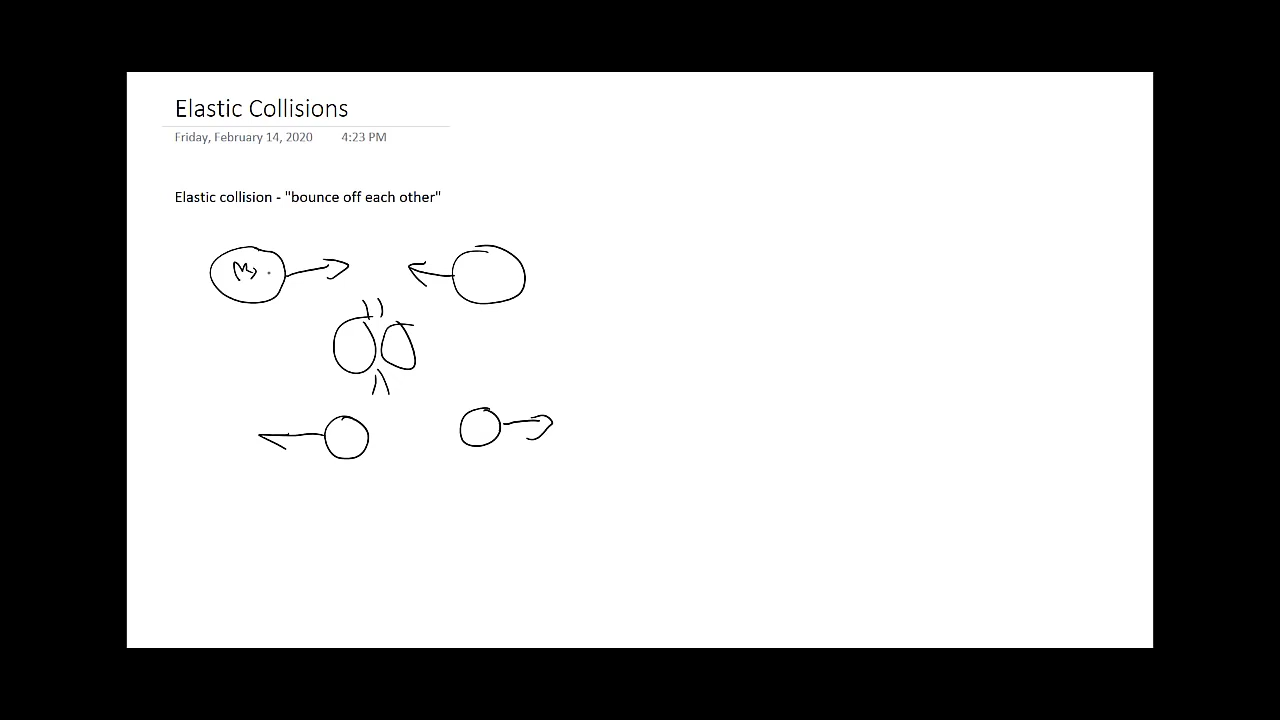 Elastic Collisions
Friday, February 14, 2020 4:23 PM
Elastic collision - "bounce off each other"